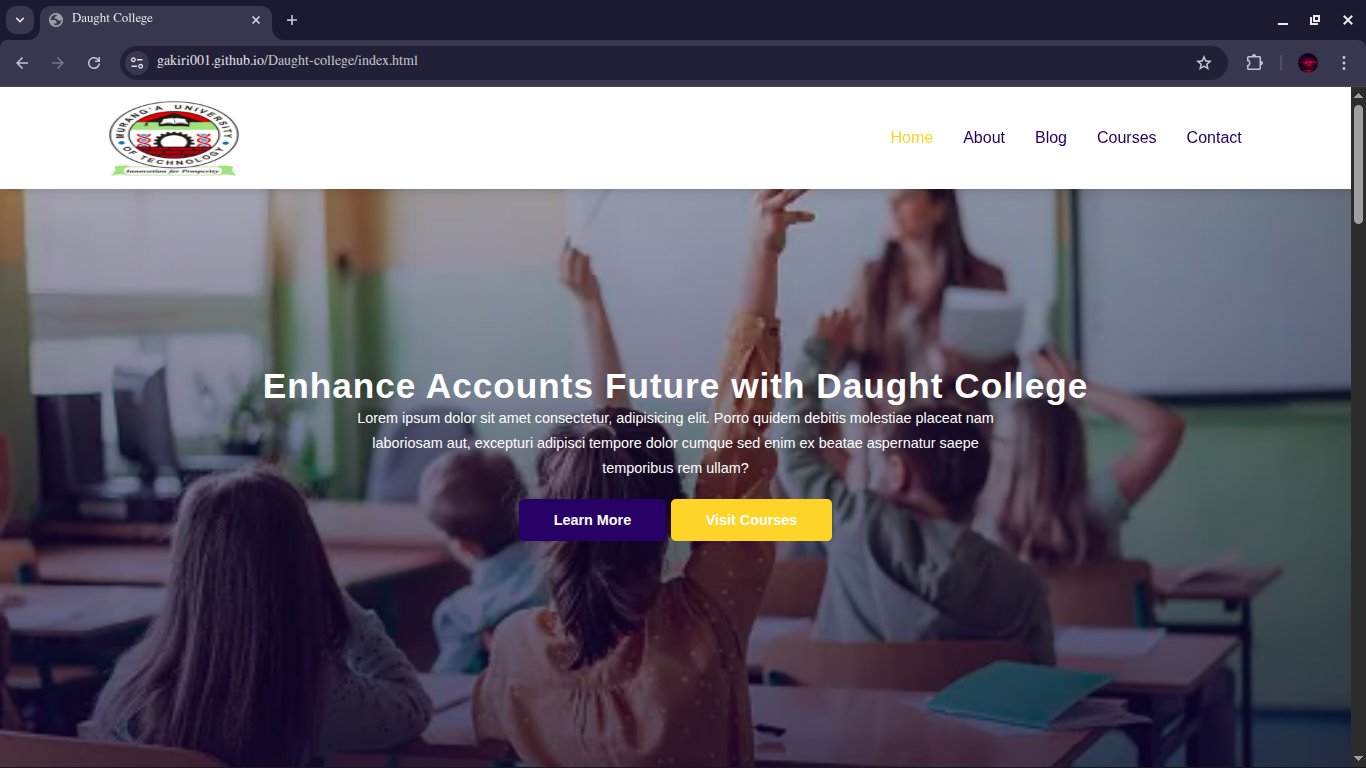 Daught College
gakiri001.github.io/Daught-college/index.html
MURANG'A UNIVERSITY
OF TECHNOLOGY
Innovation for Prosperity
Home About Blog Courses Contact
Enhance Accounts Future with Daught College
Lorem ipsum dolor sit amet consectetur, adipisicing elit. Porro quidem debitis molestiae placeat nam
laboriosam aut, excepturi adipisci tempore dolor cumque sed enim ex beatae aspernatur saepe
temporibus rem ullam?
Learn More Visit Courses